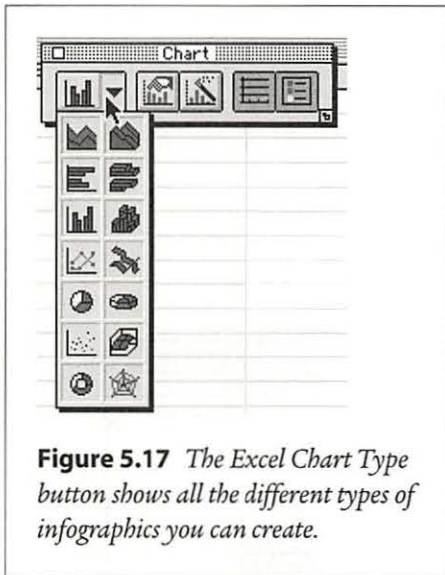 Chart
Figure 5.17 The Excel Chart Type
button shows all the different types of
infographics you can create.